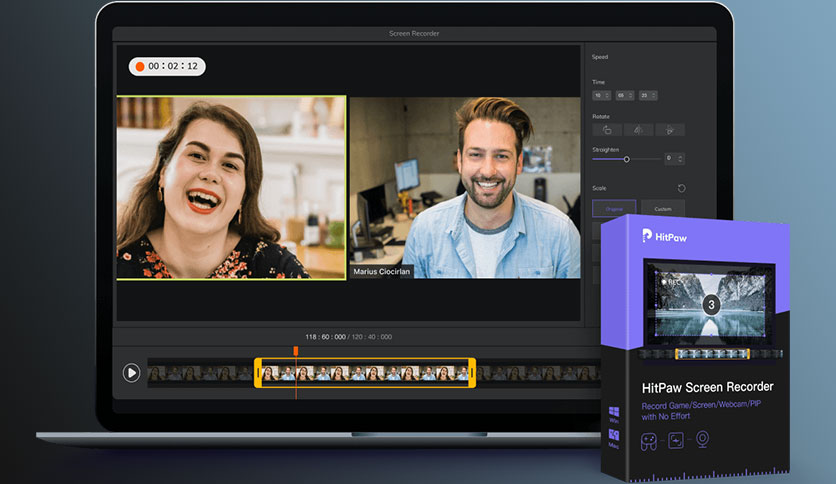 Screen Recorder
00:02:12
Marius Ciocirlan
Speed
Time
10
Rotate
Straighten
0
Scale
Original
Custom
118 : 60 : 000 / 120 : 40 : 000
HitPaw
REC
3
HitPaw Screen Recorder
Record Game/Screen/Webcam/PIP
with No Effort
Win
Mac